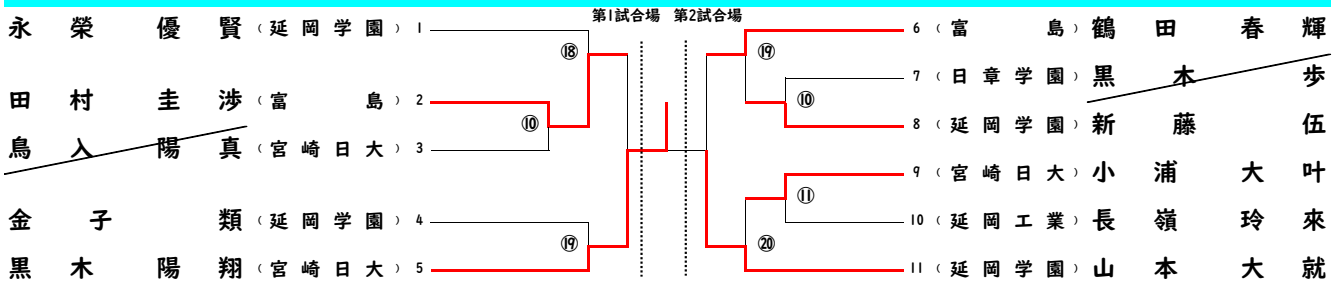 第1試合場 第2試合場
永榮 優賢（延岡学園）1
田村 圭渉（富島）2
鳥入 陽真（宮崎日大）3
金子 類（延岡学園）4
黒木 陽翔（宮崎日大）5
⑱
⑩
⑲
6（富島）鶴田 春輝
7（日章学園）黒木 歩
8（延岡学園）新藤 伍
9（宮崎日大）小浦 大叶
10（延岡工業）長嶺 玲來
11（延岡学園）山本 大就
⑲
⑩
⑪
⑳